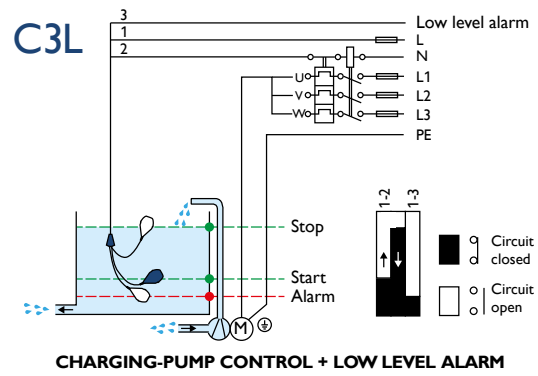 C3L
3
1
2
Low level alarm
L
N
U
V
W
L1
L2
L3
PE
Stop
Start
Alarm
M
1-2
1-3
Circuit
closed
Circuit
open
CHARGING-PUMP CONTROL + LOW LEVEL ALARM